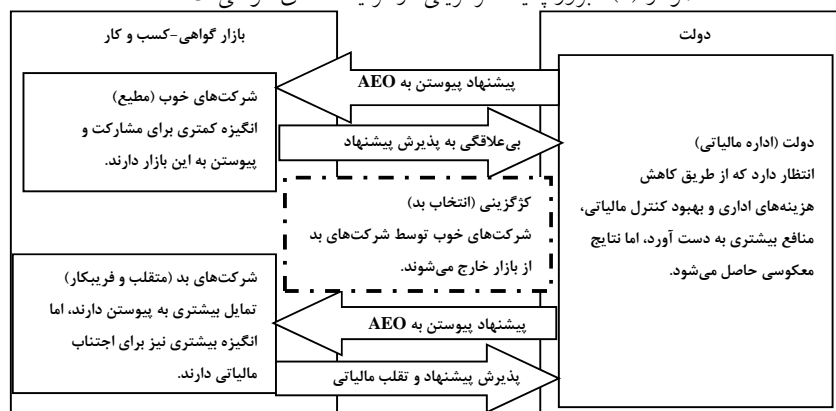 دولت
بازار گواهی-کسب و کار
پیشنهاد پیوستن به AEO
شرکت‌های خوب (مطیع)
انگیزه کمتری برای مشارکت و
پیوستن به این بازار دارند.
بی‌علاقگی به پذیرش پیشنهاد
دولت (اداره مالیاتی)
انتظار دارد که از طریق کاهش
هزینه‌های اداری و بهبود کنترل مالیاتی،
منافع بیشتری به دست آورد، اما نتایج
معکوسی حاصل می‌شود.
کژگزینی (انتخاب بد)
شرکت‌های خوب توسط شرکت‌های بد
از بازار خارج می‌شوند.
شرکت‌های بد (متقلب و فریبکار)
تمایل بیشتری به پیوستن دارند، اما
انگیزه بیشتری نیز برای اجتناب
مالیاتی دارند.
پیشنهاد پیوستن به AEO
پذیرش پیشنهاد و تقلب مالیاتی